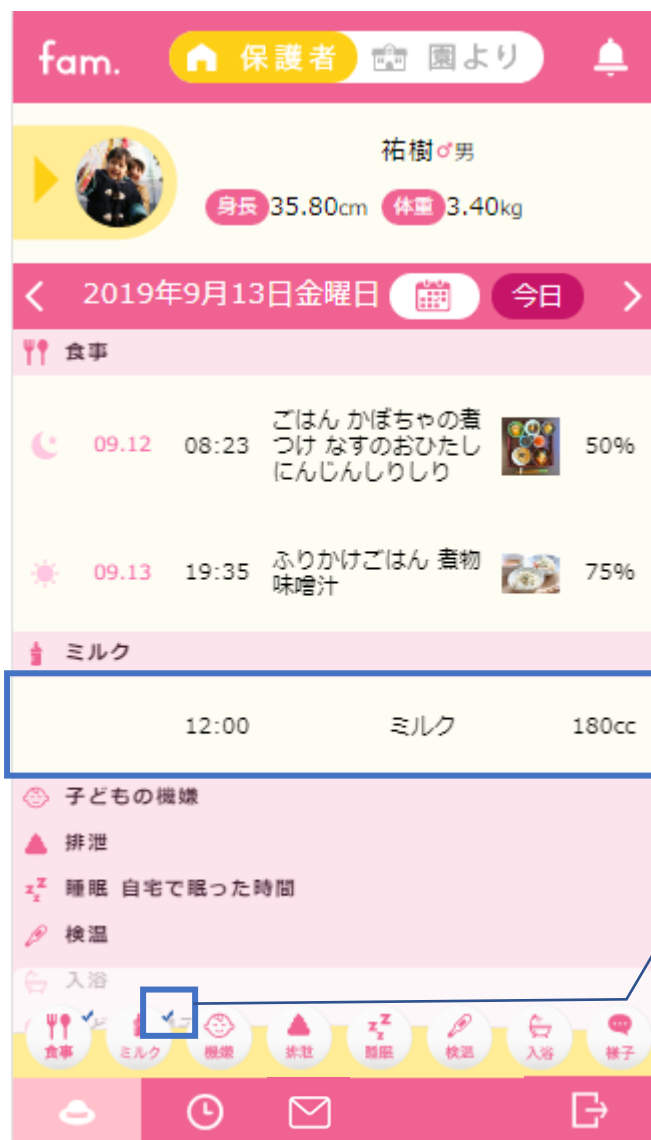 fam. 保護者 園より
祐樹♂男
身長 35.80cm 体重 3.40kg
2019年9月13日金曜日 今日
食事
09.12 08:23 ごはん かぼちゃの煮
つけ なすのおひたし
にんじんしりしり 50%
09.13 19:35 ふりかけごはん 煮物
味噌汁 75%
ミルク
12:00 ミルク 180cc
子どもの機嫌
排泄
睡眠 自宅で眠った時間
検温
入浴
食事 ミルク 機嫌 排泄 睡眠 検温 入浴 様子